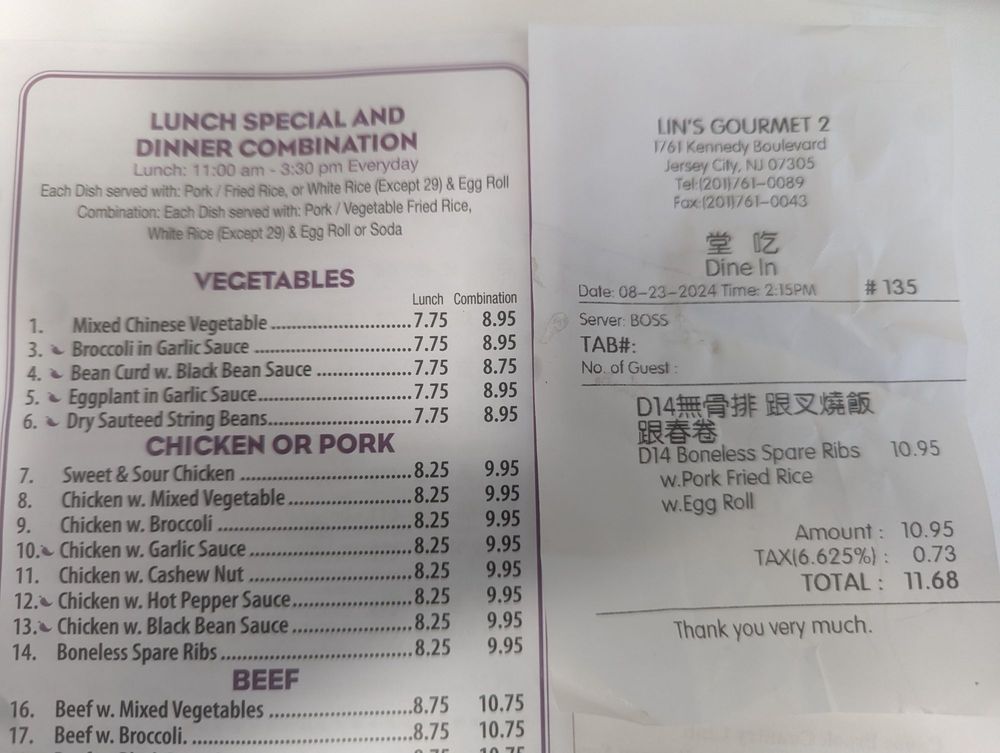 LUNCH SPECIAL AND
DINNER COMBINATION
Lunch: 11:00 am - 3:30 pm Everyday
Each Dish served with: Pork / Fried Rice, or White Rice (Except 29) & Egg Roll
Combination: Each Dish served with: Pork / Vegetable Fried Rice,
White Rice (Except 29) & Egg Roll or Soda
VEGETABLES
Lunch Combination
1. Mixed Chinese Vegetable 7.75 8.95
3. Broccoli in Garlic Sauce 7.75 8.95
4. Bean Curd w. Black Bean Sauce 7.75 8.75
5. Eggplant in Garlic Sauce 7.75 8.95
6. Dry Sauteed String Beans 7.75 8.95
CHICKEN OR PORK
7. Sweet & Sour Chicken 8.25 9.95
8. Chicken w. Mixed Vegetable 8.25 9.95
9. Chicken w. Broccoli 8.25 9.95
10. Chicken w. Garlic Sauce 8.25 9.95
11. Chicken w. Cashew Nut 8.25 9.95
12. Chicken w. Hot Pepper Sauce 8.25 9.95
13. Chicken w. Black Bean Sauce 8.25 9.95
14. Boneless Spare Ribs 8.25 9.95
BEEF
16. Beef w. Mixed Vegetables 8.75 10.75
17. Beef w. Broccoli. 8.75 10.75
LIN'S GOURMET 2
1761 Kennedy Boulevard
Jersey City, NJ 07305
Tel:(201)761-0089
Fax:(201)761-0043
堂 吃
Dine In
Date: 08-23-2024 Time: 2:15PM # 135
Server: BOSS
TAB#:
No. of Guest :
D14無骨排 跟叉燒飯
跟春卷
D14 Boneless Spare Ribs 10.95
w.Pork Fried Rice
w.Egg Roll
Amount : 10.95
TAX(6.625%) : 0.73
TOTAL : 11.68
Thank you very much.